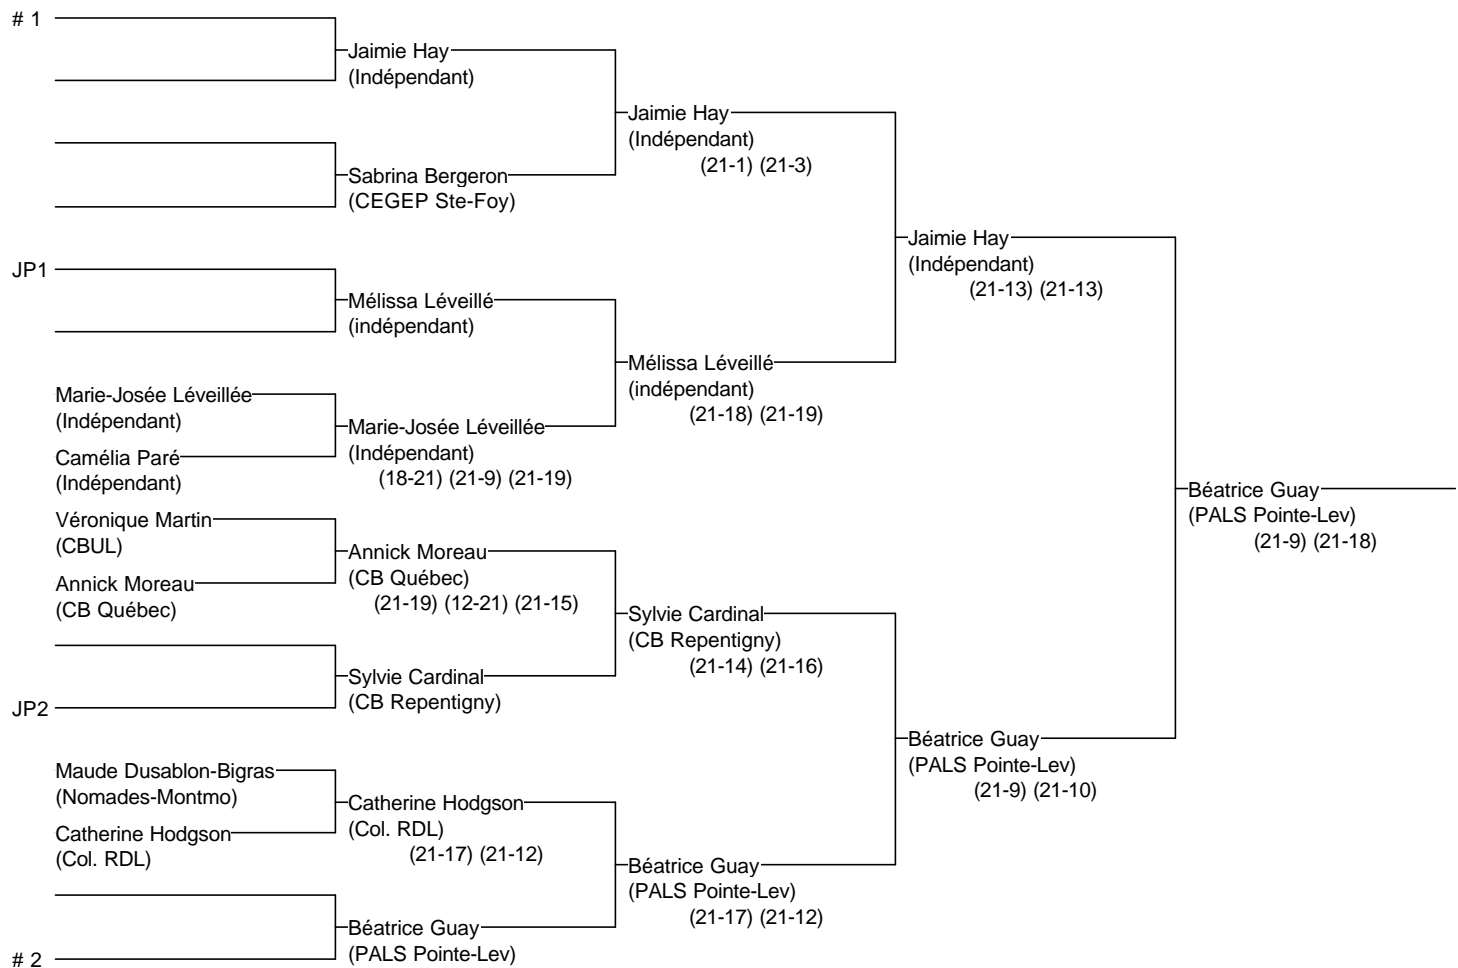 # 1
Jaimie Hay
(Indépendant)
Jaimie Hay
(Indépendant)
(21-1) (21-3)
Sabrina Bergeron
(CEGEP Ste-Foy)
Jaimie Hay
(Indépendant)
(21-13) (21-13)
JP1
Mélissa Léveillé
(indépendant)
Mélissa Léveillé
(indépendant)
(21-18) (21-19)
Marie-Josée Léveillée
(Indépendant)
Marie-Josée Léveillée
(Indépendant)
(18-21) (21-9) (21-19)
Camélia Paré
(Indépendant)
Béatrice Guay
(PALS Pointe-Lev)
(21-9) (21-18)
Véronique Martin
(CBUL)
Annick Moreau
(CB Québec)
(21-19) (12-21) (21-15)
Annick Moreau
(CB Québec)
Sylvie Cardinal
(CB Repentigny)
(21-14) (21-16)
Sylvie Cardinal
(CB Repentigny)
JP2
Béatrice Guay
(PALS Pointe-Lev)
(21-9) (21-10)
Maude Dusablon-Bigras
(Nomades-Montmo)
Catherine Hodgson
(Col. RDL)
(21-17) (21-12)
Catherine Hodgson
(Col. RDL)
Béatrice Guay
(PALS Pointe-Lev)
(21-17) (21-12)
Béatrice Guay
(PALS Pointe-Lev)
# 2